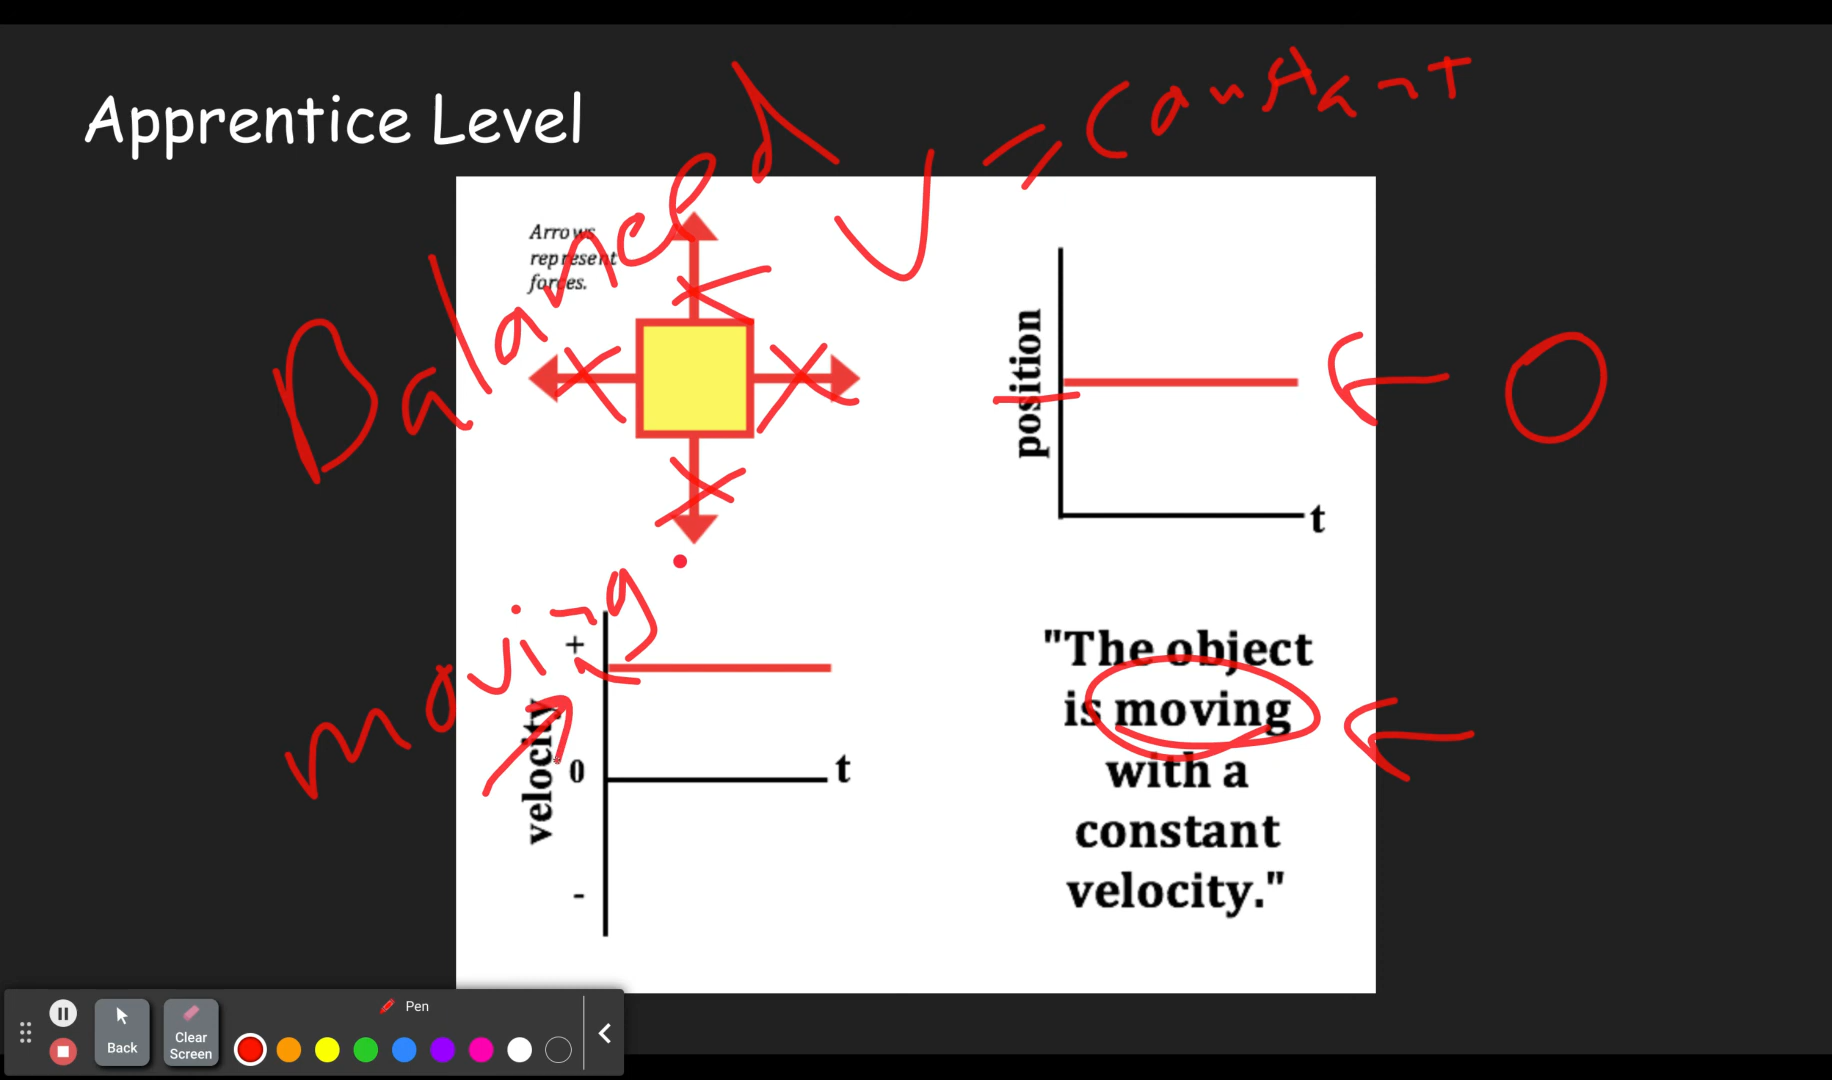 Apprentice Level
Balanced
v = constant
Arrows
represent
forces.
position
t
0
moving
+
velocity
0
t
-
"The object
is moving
with a
constant
velocity."
Pen
Back
Clear
Screen